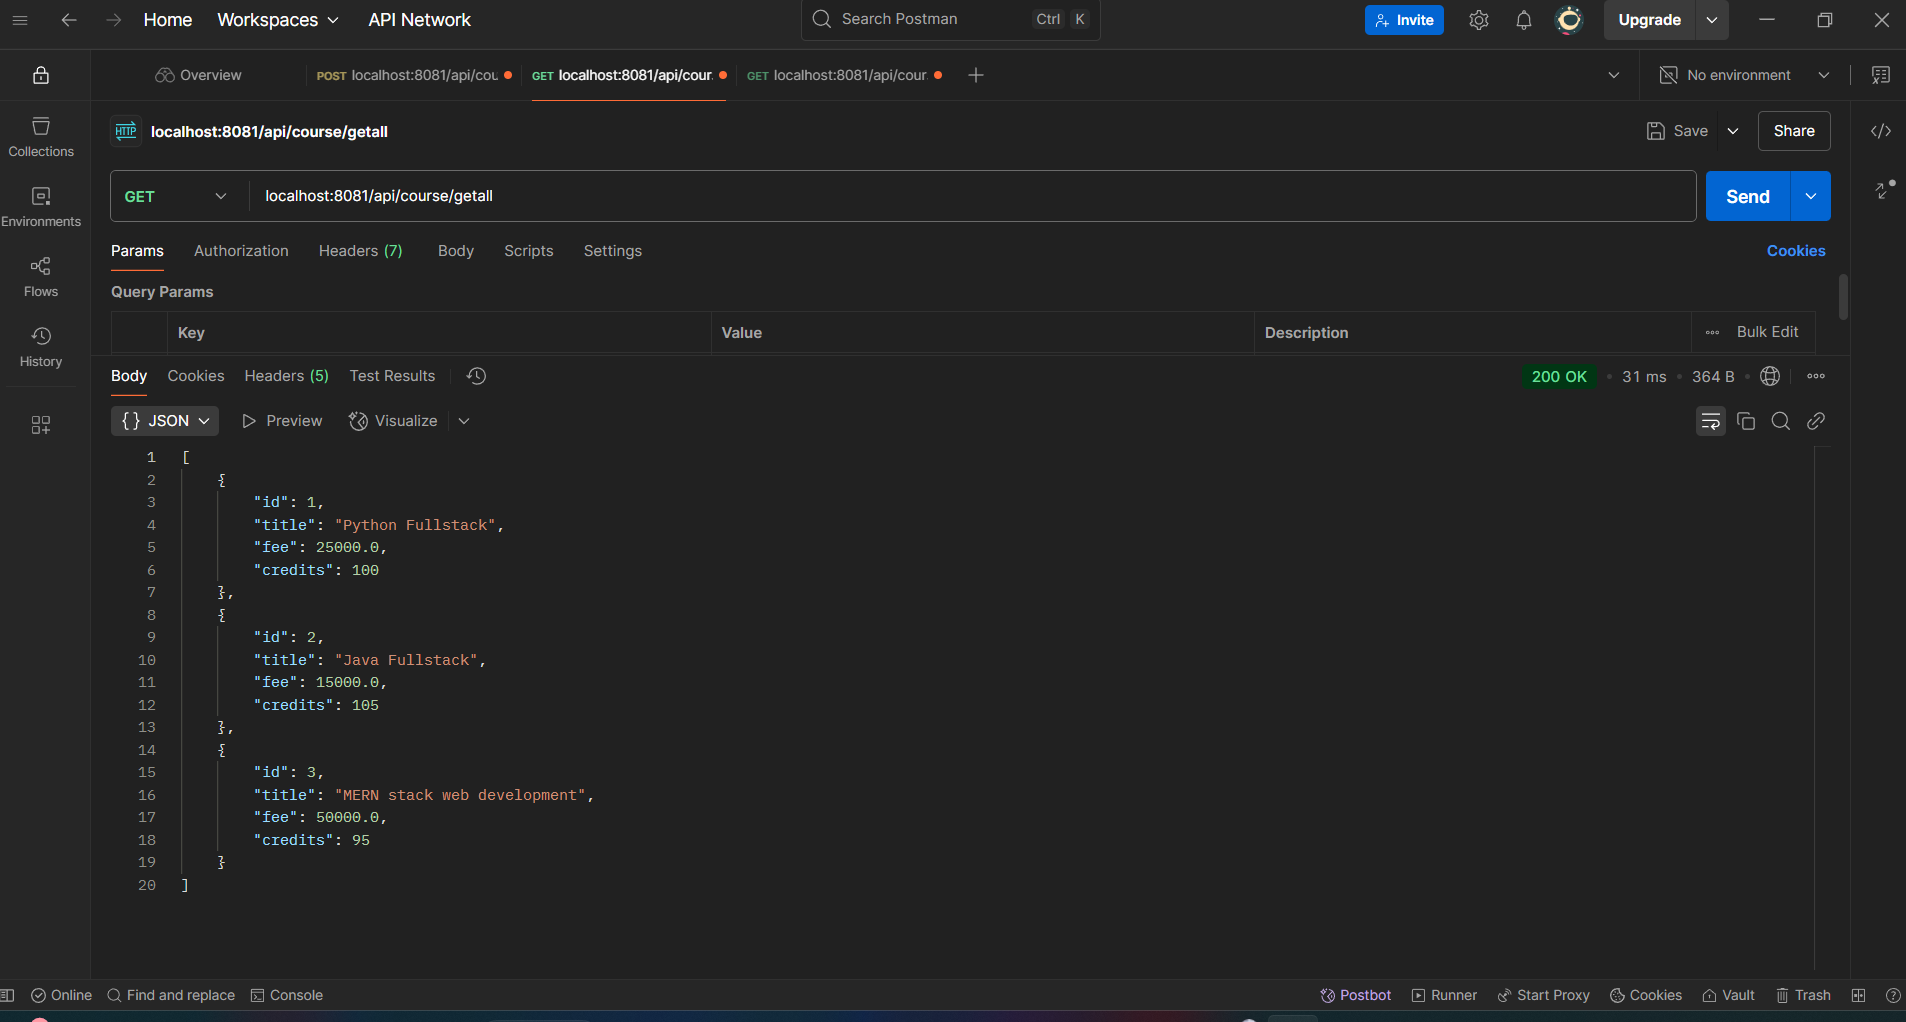 Home Workspaces API Network Search Postman Ctrl K Invite Upgrade
Overview POST localhost:8081/api/cou GET localhost:8081/api/cour. GET localhost:8081/api/cour. No environment
HTTP localhost:8081/api/course/getall Save Share
Collections
Environments
Flows
History
GET localhost:8081/api/course/getall Send
Params Authorization Headers (7) Body Scripts Settings Cookies
Query Params
Key Value Description Bulk Edit
Body Cookies Headers (5) Test Results 200 OK 31 ms 364 B
{} JSON Preview Visualize
1 [
2 {
3 "id": 1,
4 "title": "Python Fullstack",
5 "fee": 25000.0,
6 "credits": 100
7 },
8 {
9 "id": 2,
10 "title": "Java Fullstack",
11 "fee": 15000.0,
12 "credits": 105
13 },
14 {
15 "id": 3,
16 "title": "MERN stack web development",
17 "fee": 50000.0,
18 "credits": 95
19 }
20 ]
Online Find and replace Console Postbot Runner Start Proxy Cookies Vault Trash